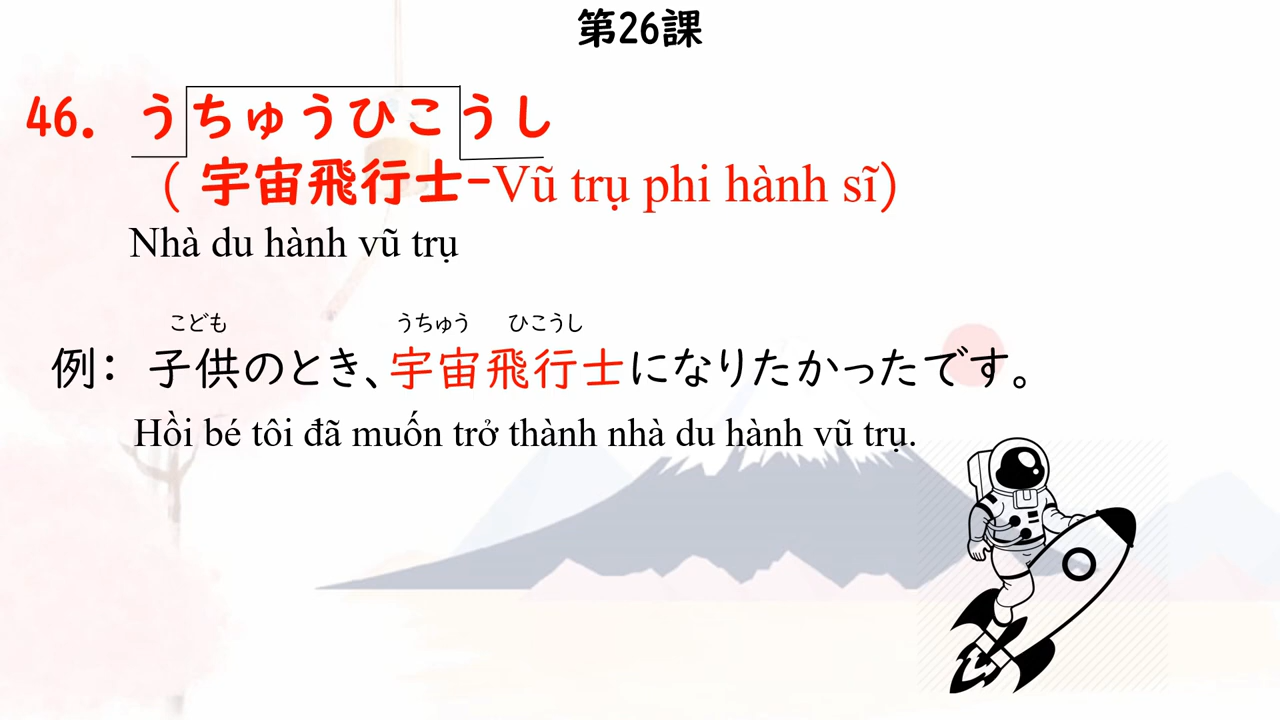 第26課
46. うちゅうひこうし
( 宇宙飛行士-Vũ trụ phi hành sĩ)
Nhà du hành vũ trụ
こども うちゅう ひこうし
例：子供のとき、宇宙飛行士になりたかったです。
Hồi bé tôi đã muốn trở thành nhà du hành vũ trụ.